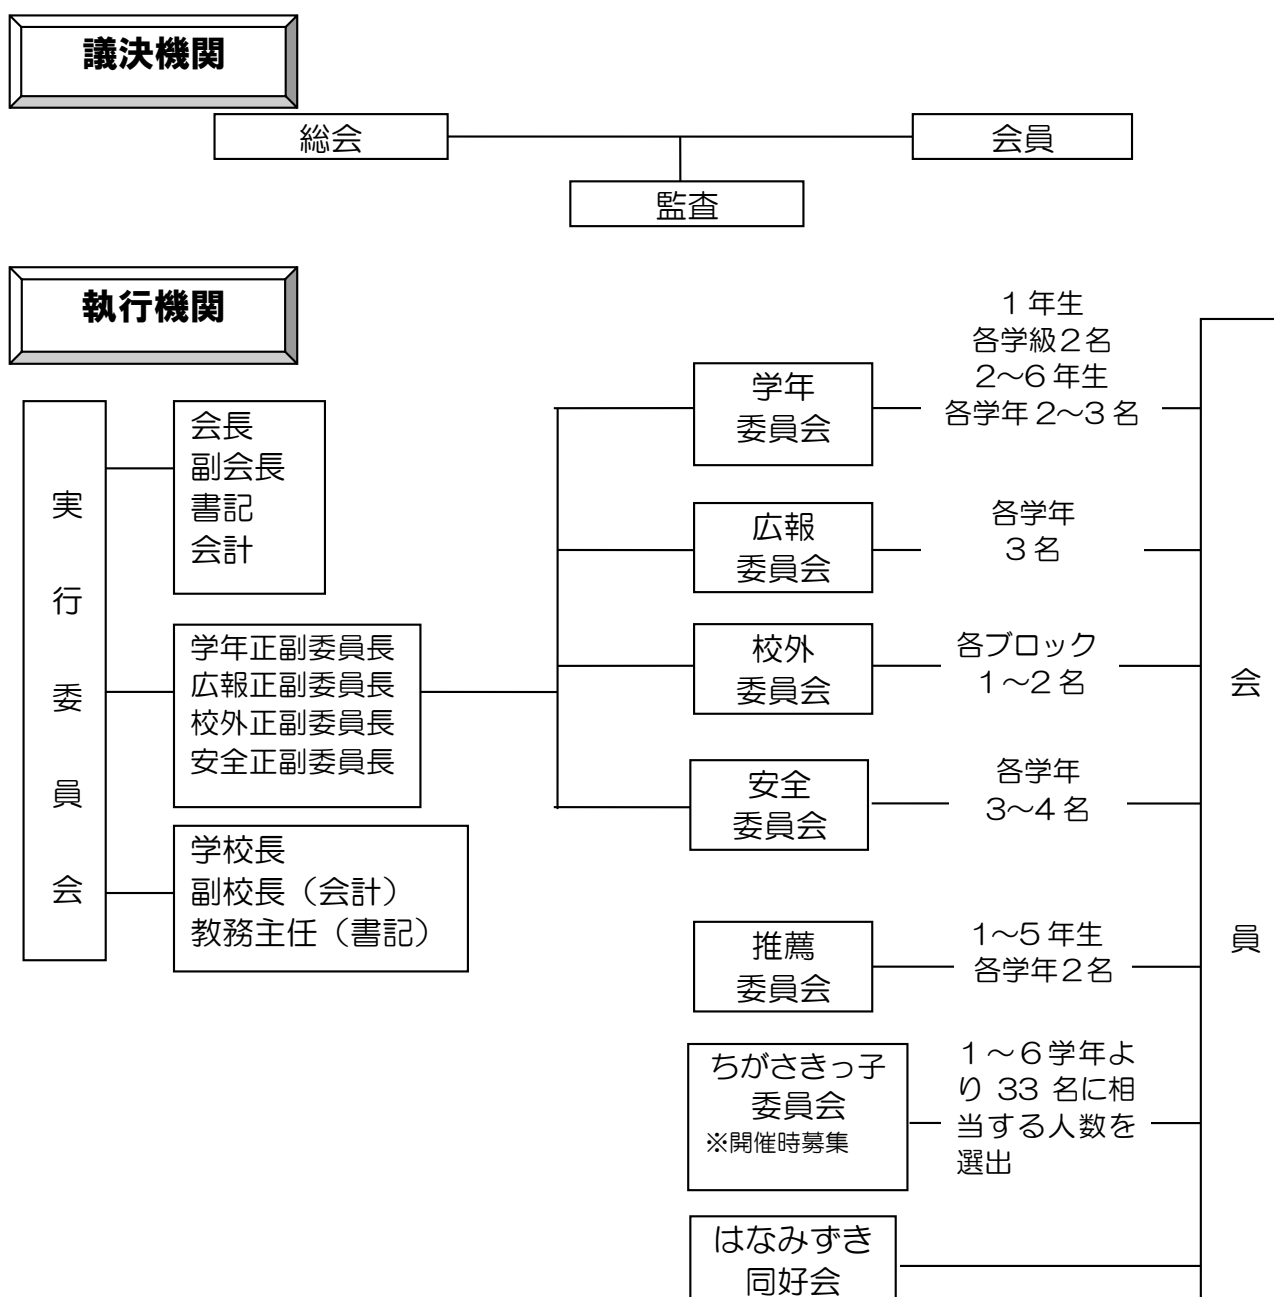 議決機関
総会
会員
監査
執行機関
実行委員会
会長
副会長
書記
会計
学年正副委員長
広報正副委員長
校外正副委員長
安全正副委員長
学校長
副校長（会計）
教務主任（書記）
学年
委員会
1 年生
各学級2名
2～6 年生
各学年 2～3 名
広報
委員会
各学年
3 名
校外
委員会
各ブロック
1～2 名
安全
委員会
各学年
3～4 名
推薦
委員会
1～5 年生
各学年2名
ちがさきっ子
委員会
※開催時募集
１～６学年よ
り 33 名に相
当する人数を
選出
はなみずき
同好会
会員